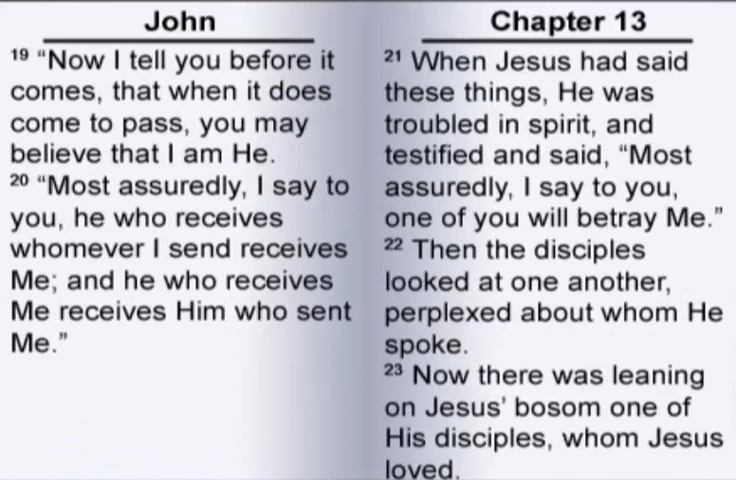 John
19 “Now I tell you before it
comes, that when it does
come to pass, you may
believe that I am He.
20 “Most assuredly, I say to
you, he who receives
whomever I send receives
Me; and he who receives
Me receives Him who sent
Me.”
Chapter 13
21 When Jesus had said
these things, He was
troubled in spirit, and
testified and said, “Most
assuredly, I say to you,
one of you will betray Me.”
22 Then the disciples
looked at one another,
perplexed about whom He
spoke.
23 Now there was leaning
on Jesus’ bosom one of
His disciples, whom Jesus
loved.